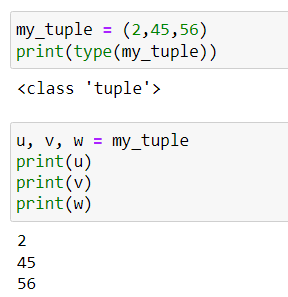 my_tuple = (2,45,56)
print(type(my_tuple))
<class 'tuple'>
u, v, w = my_tuple
print(u)
print(v)
print(w)
2
45
56